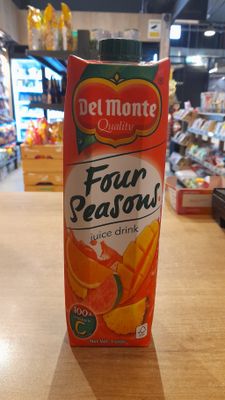 Del Monte
Quality
Four
Seasons
juice drink
100%
C